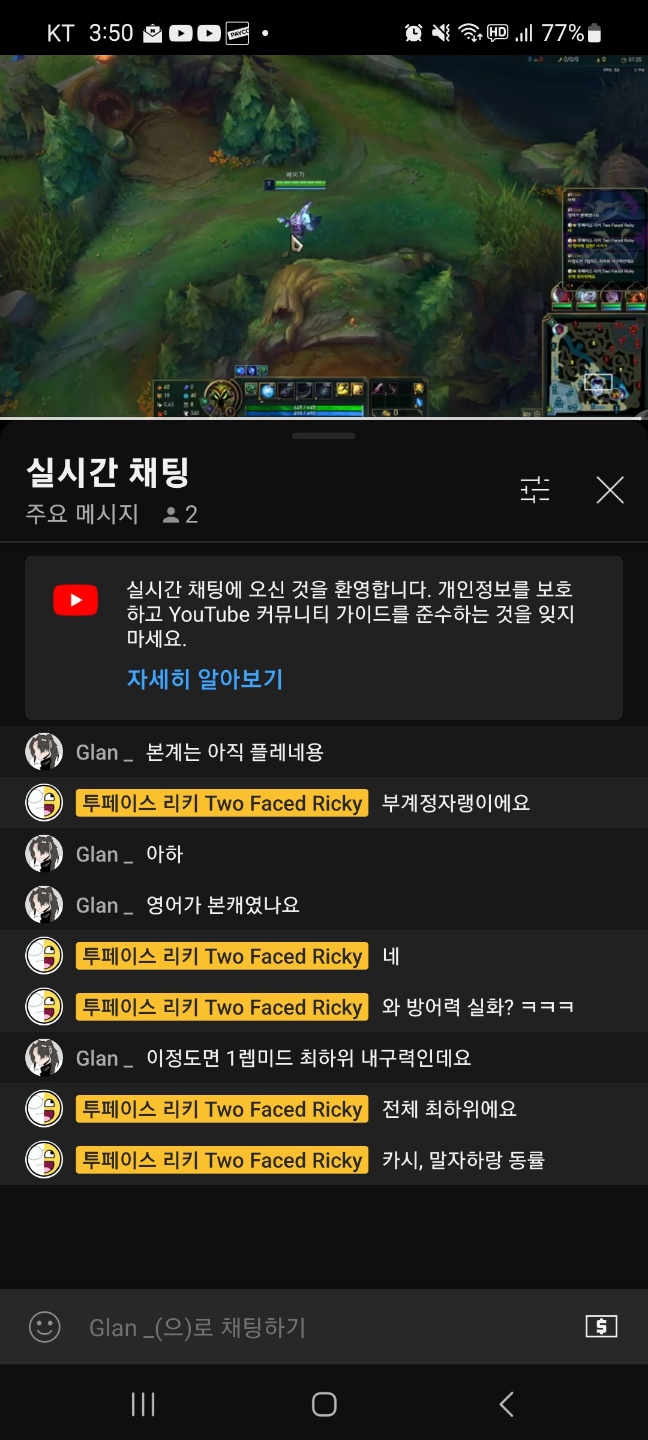 KT 3:50
HD 77%
베이가
실시간 채팅
주요 메시지 2
실시간 채팅에 오신 것을 환영합니다. 개인정보를 보호
하고 YouTube 커뮤니티 가이드를 준수하는 것을 잊지
마세요.
자세히 알아보기
Glan _ 본계는 아직 플레네용
투페이스 리키 Two Faced Ricky 부계정자랭이에요
Glan _ 아하
Glan _ 영어가 본캐였나요
투페이스 리키 Two Faced Ricky 네
투페이스 리키 Two Faced Ricky 와 방어력 실화? ㅋㅋㅋ
Glan _ 이정도면 1렙미드 최하위 내구력인데요
투페이스 리키 Two Faced Ricky 전체 최하위에요
투페이스 리키 Two Faced Ricky 카시, 말자하랑 동률
Glan _(으)로 채팅하기